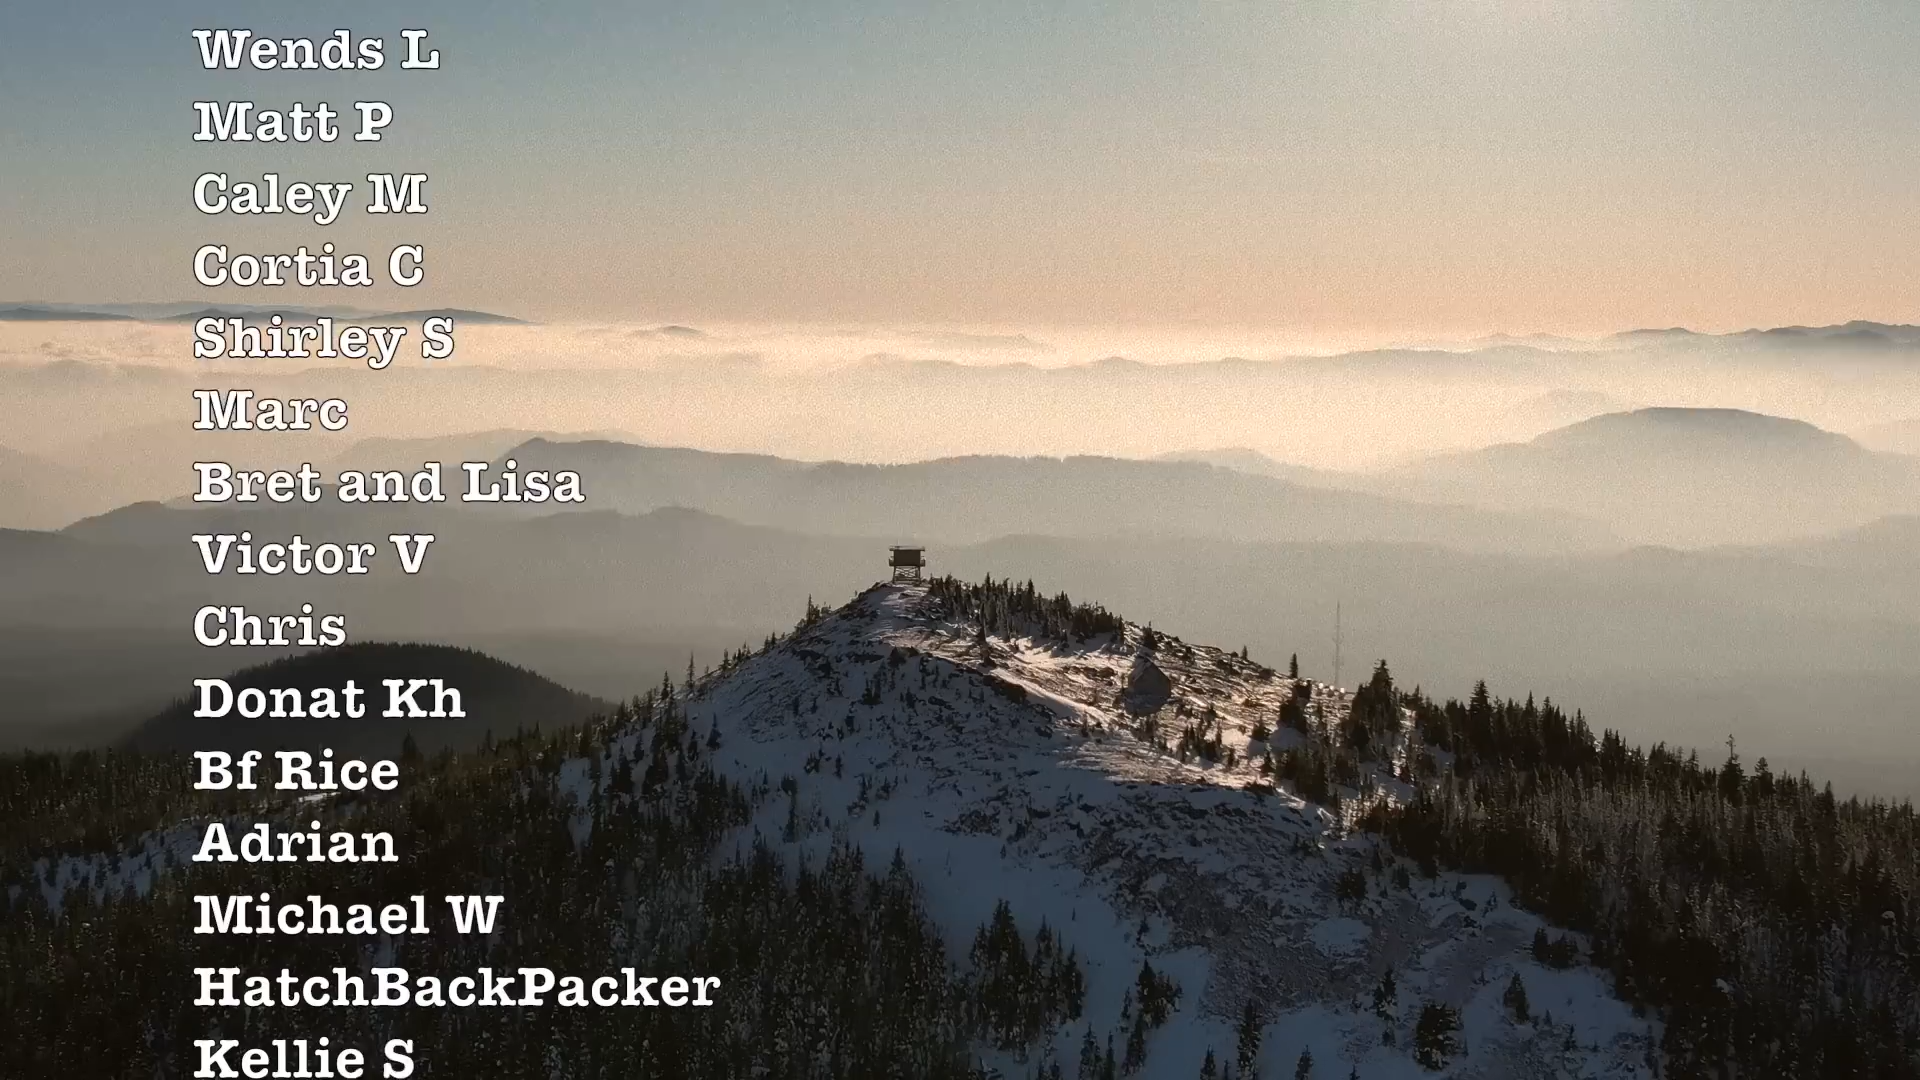 Wends L
Matt P
Caley M
Cortia C
Shirley S
Marc
Bret and Lisa
Victor V
Chris
Donat Kh
Bf Rice
Adrian
Michael W
HatchBackPacker
Kellie S